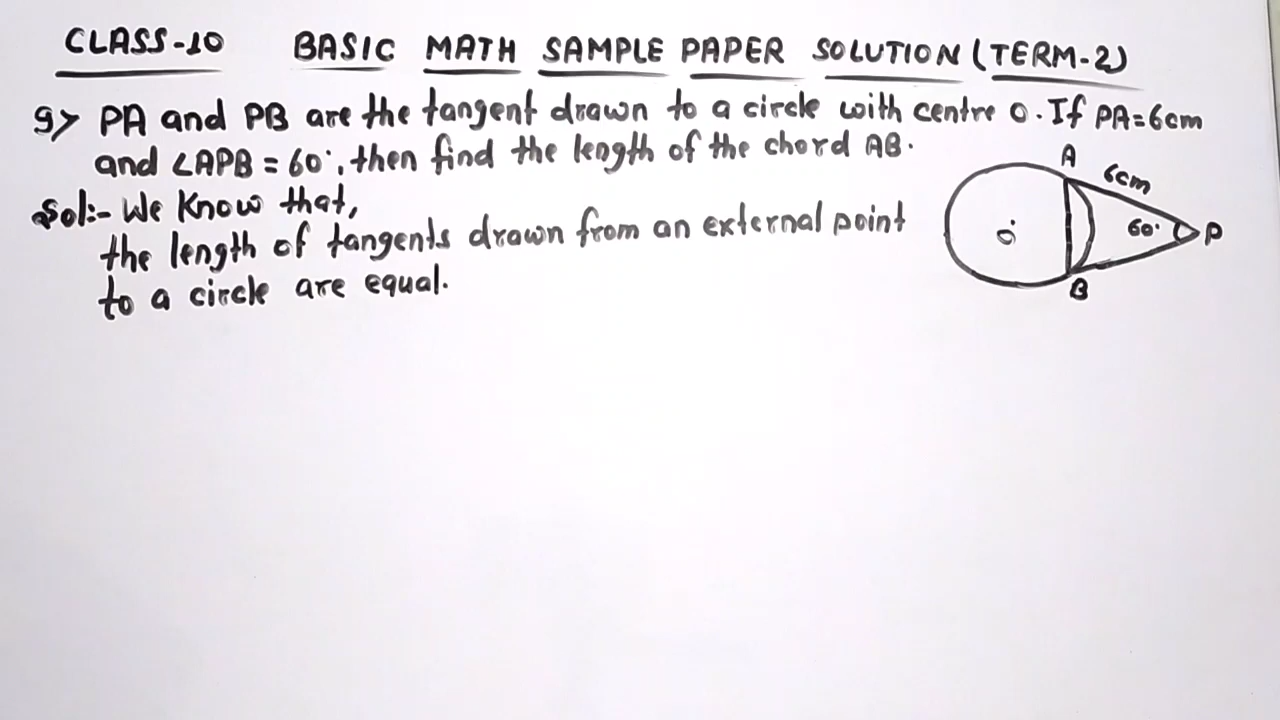 CLASS-10 BASIC MATH SAMPLE PAPER SOLUTION (TERM-2)
9> PA and PB are the tangent drawn to a circle with centre O. If PA=6cm
and ∠APB = 60°, then find the length of the chord AB.
Sol:- We Know that,
the length of tangents drawn from an external point
to a circle are equal.
A
6cm
60°
P
O
B